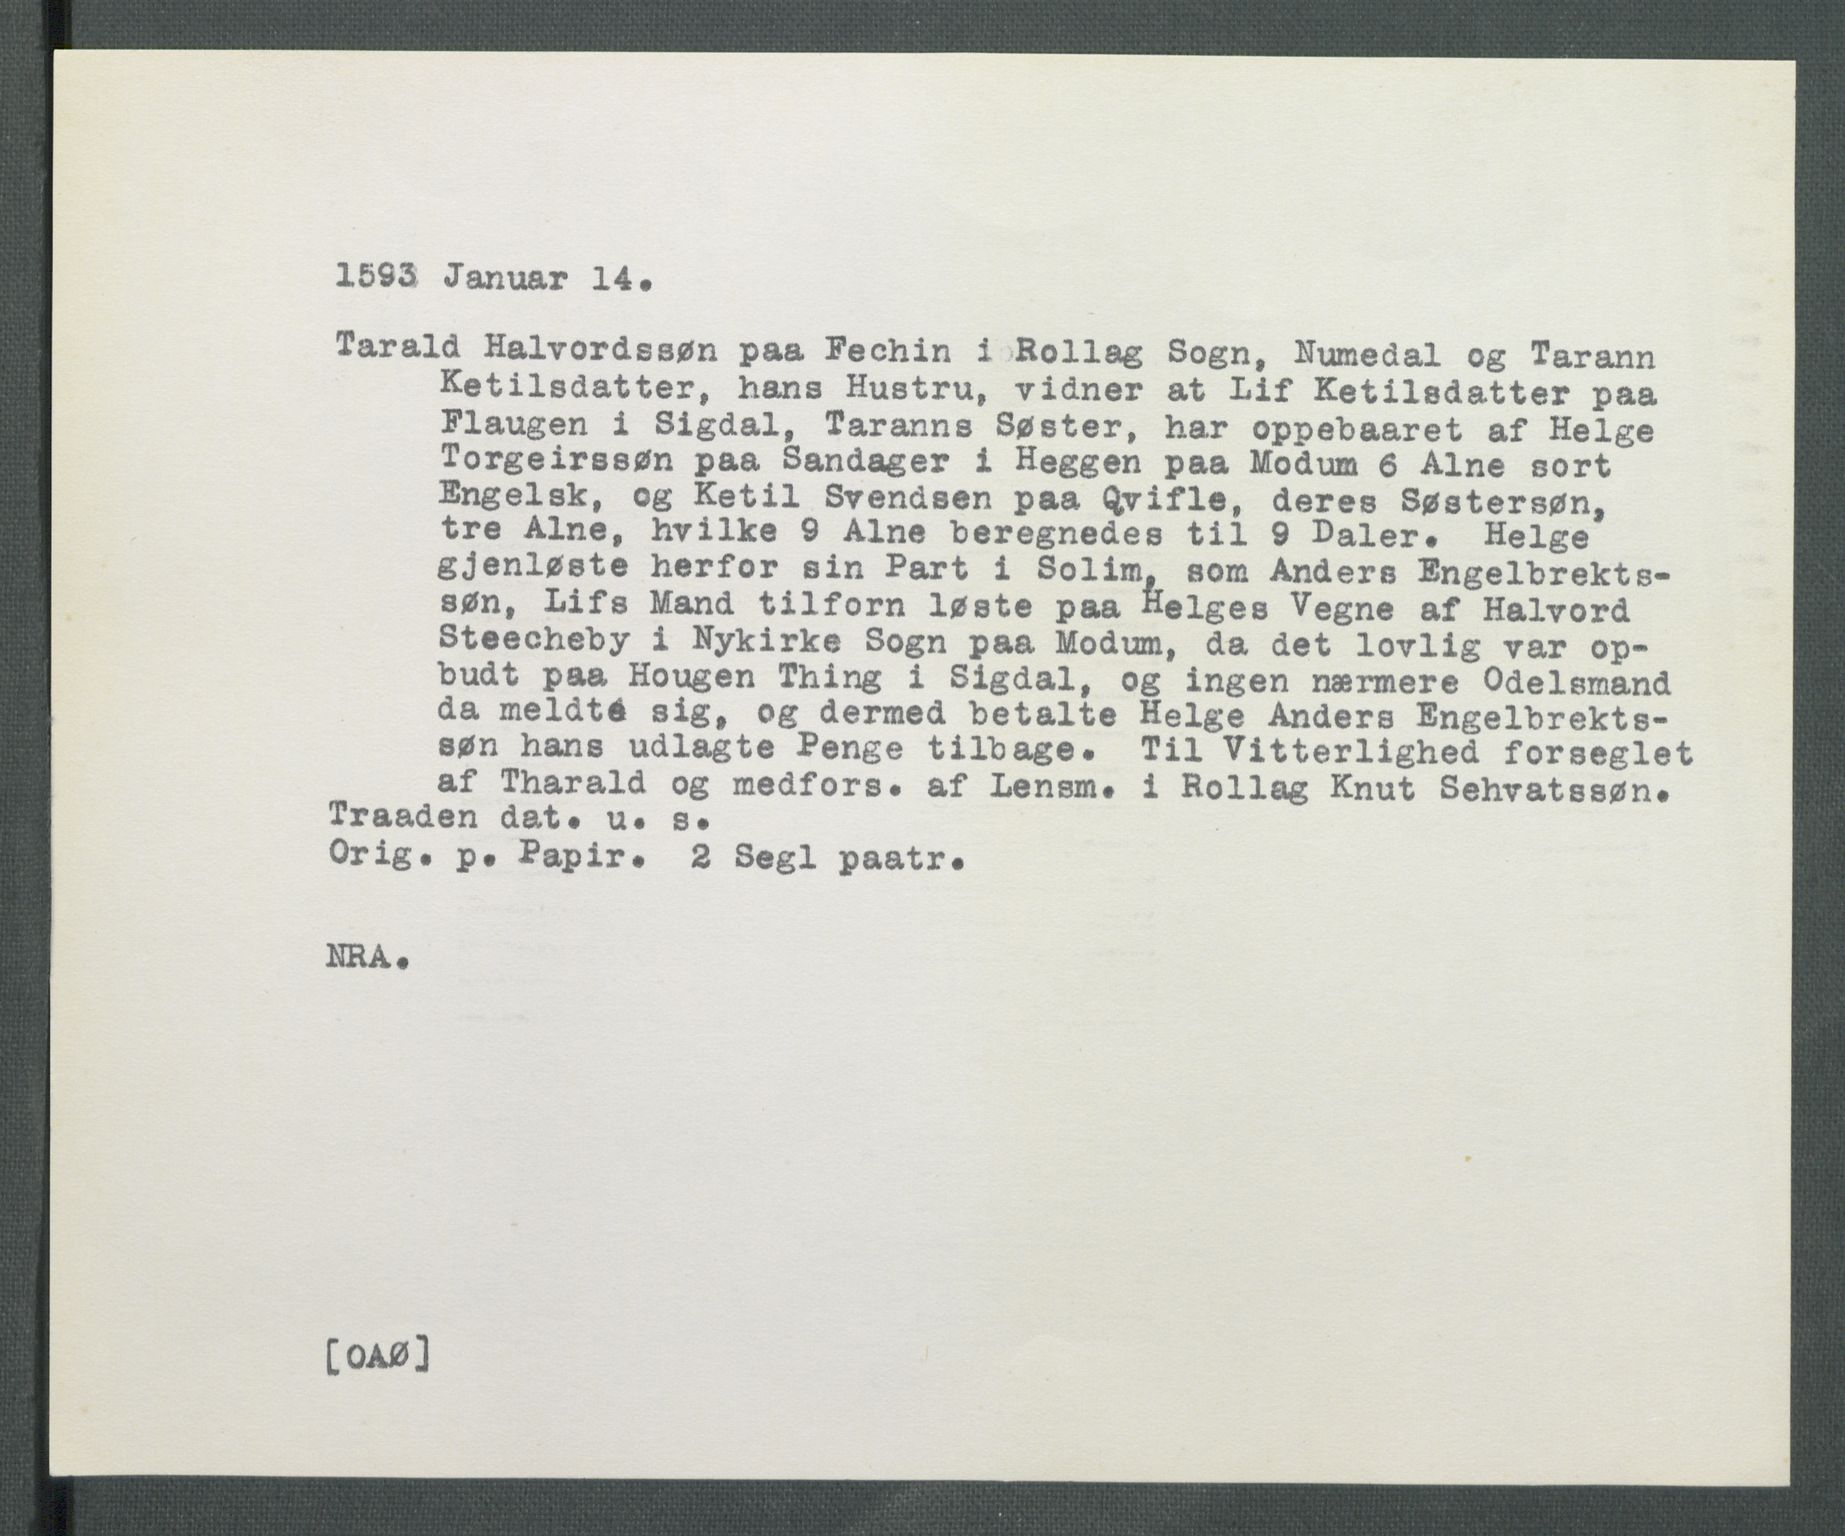 1593 Januar 14.
Tarald Halvordssøn paa Fechin i Rollag Sogn, Numedal og Tarann
Ketilsdatter, hans Hustru, vidner at Lif Ketilsdatter paa
Flaugen i Sigdal, Taranns Søster, har oppebaaret af Helge
Torgeirssøn paa Sandager i Heggen paa Modum 6 Alne sort
Engelsk, og Ketil Svendsen paa Qvifle, deres Søstersøn,
tre Alne, hvilke 9 Alne beregnedes til 9 Daler. Helge
gjenløste herfor sin Part i Solim, som Anders Engelbrekts-
søn, Lifs Mand tilforn løste paa Helges Vegne af Halvord
Steecheby i Nykirke Sogn paa Modum, da det lovlig var op-
budt paa Hougen Thing i Sigdal, og ingen nærmere Odelsmand
da meldte sig, og dermed betalte Helge Anders Engelbrekts-
søn hans udlagte Penge tilbage. Til Vitterlighed forseglet
af Tharald og medfors. af Lensm. i Rollag Knut Sehvatssøn.
Traaden dat. u. s.
Orig. p. Papir. 2 Segl paatr.
NRA.
[OAØ]